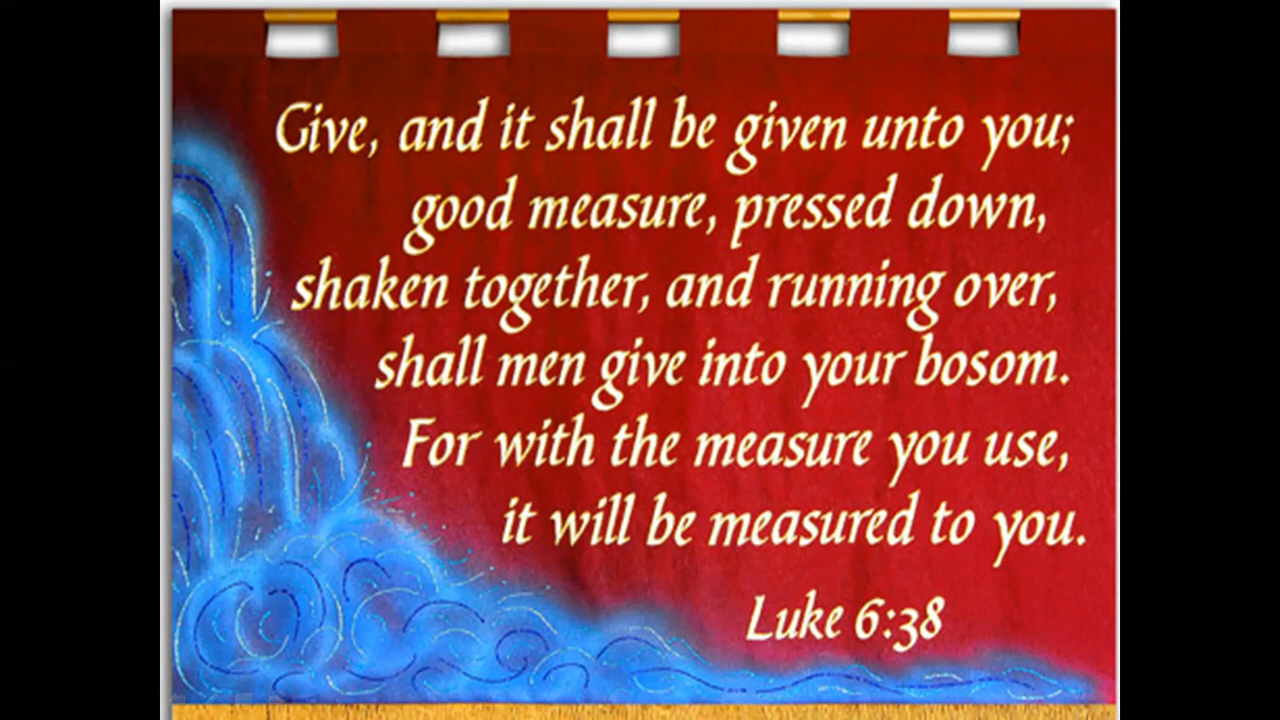 Give, and it shall be given unto you;
good measure, pressed down,
shaken together, and running over,
shall men give into your bosom.
For with the measure you use,
it will be measured to you.
Luke 6:38